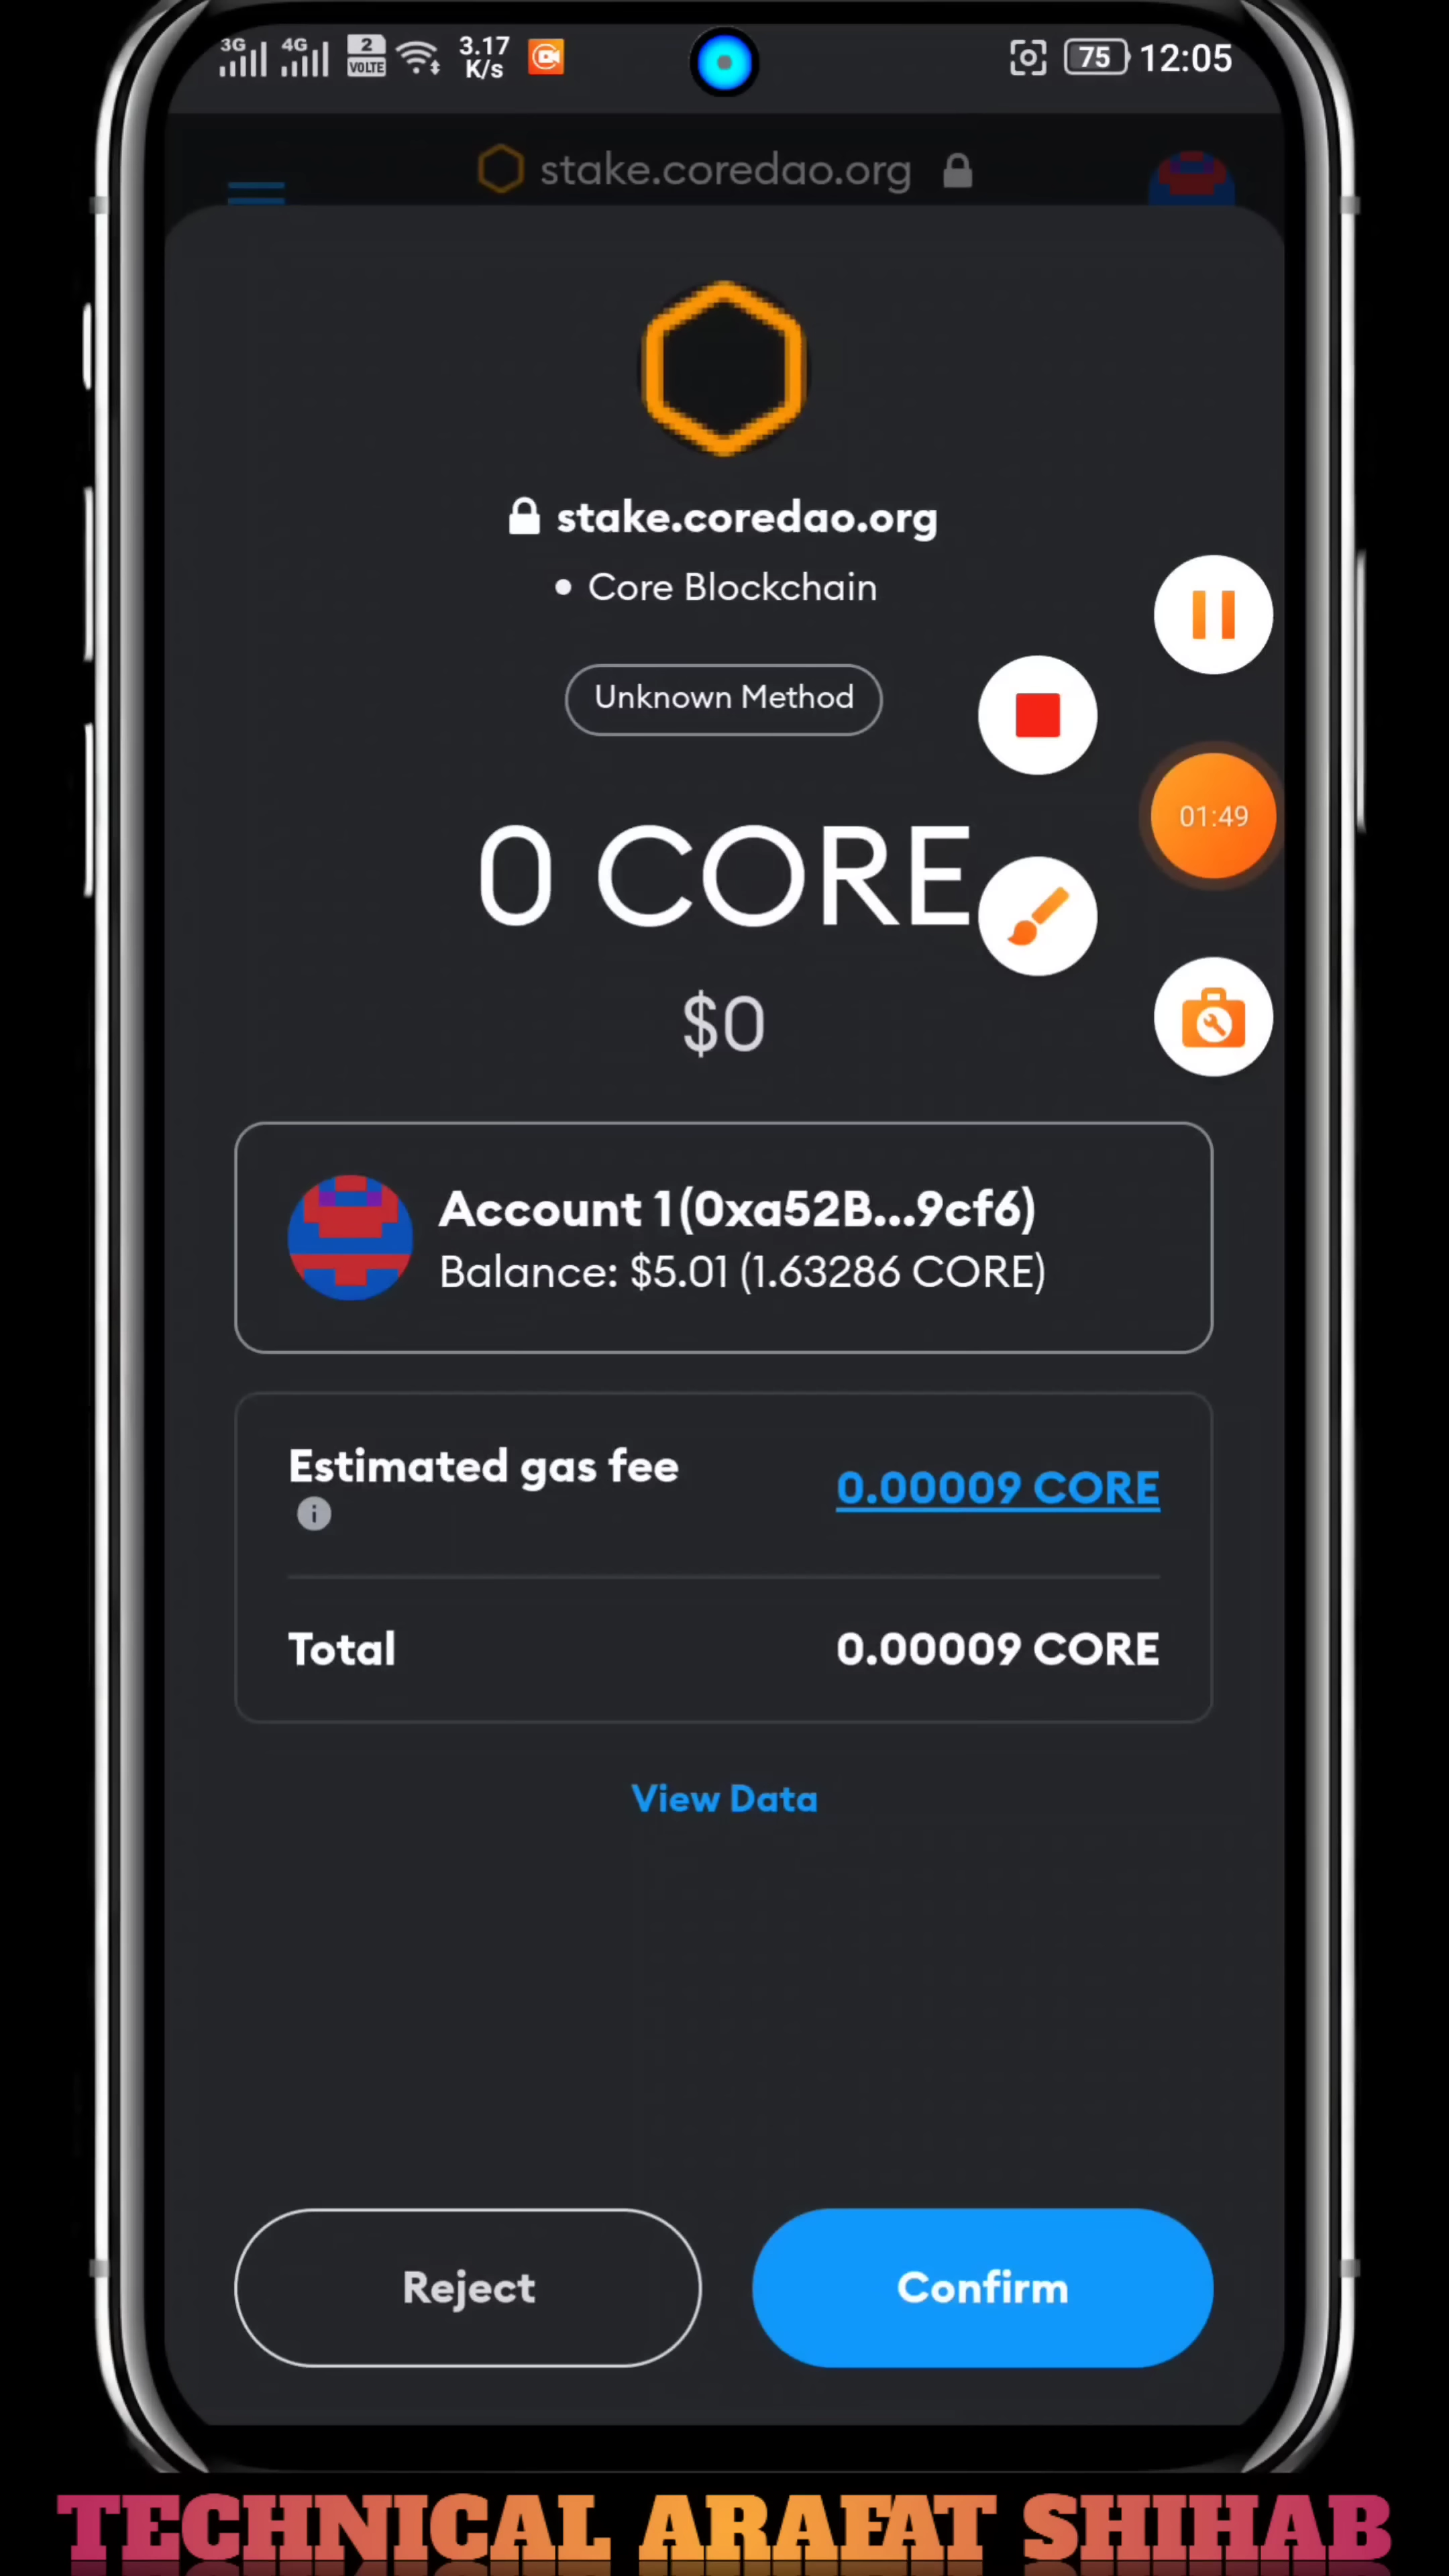 3G 4G 2 VOLTE 3.17 K/s 75 12:05
stake.coredao.org
stake.coredao.org
• Core Blockchain
Unknown Method
01:49
0 CORE
$0
Account 1(0xa52B...9cf6)
Balance: $5.01 (1.63286 CORE)
Estimated gas fee
0.00009 CORE
Total 0.00009 CORE
View Data
Reject Confirm
TECHNICAL ARAFAT SHIHAB